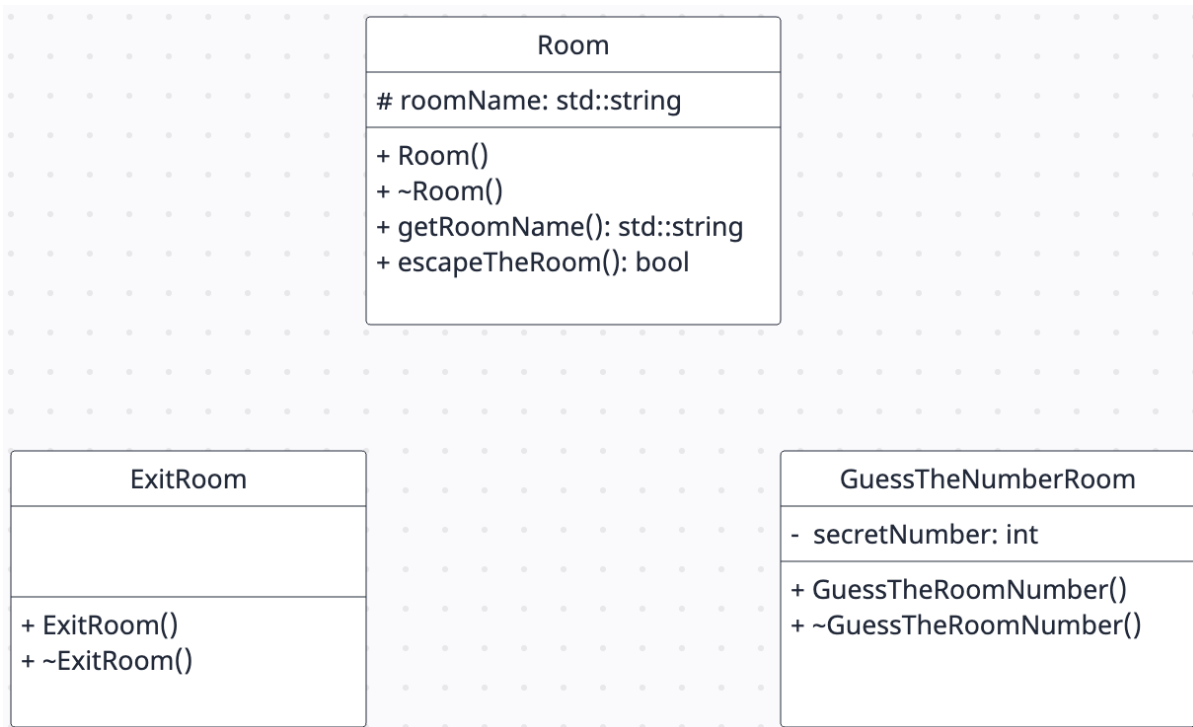 Room
# roomName: std::string
+ Room()
+ ~Room()
+ getRoomName(): std::string
+ escapeTheRoom(): bool
ExitRoom
+ ExitRoom()
+ ~ExitRoom()
GuessTheNumberRoom
- secretNumber: int
+ GuessTheRoomNumber()
+ ~GuessTheRoomNumber()